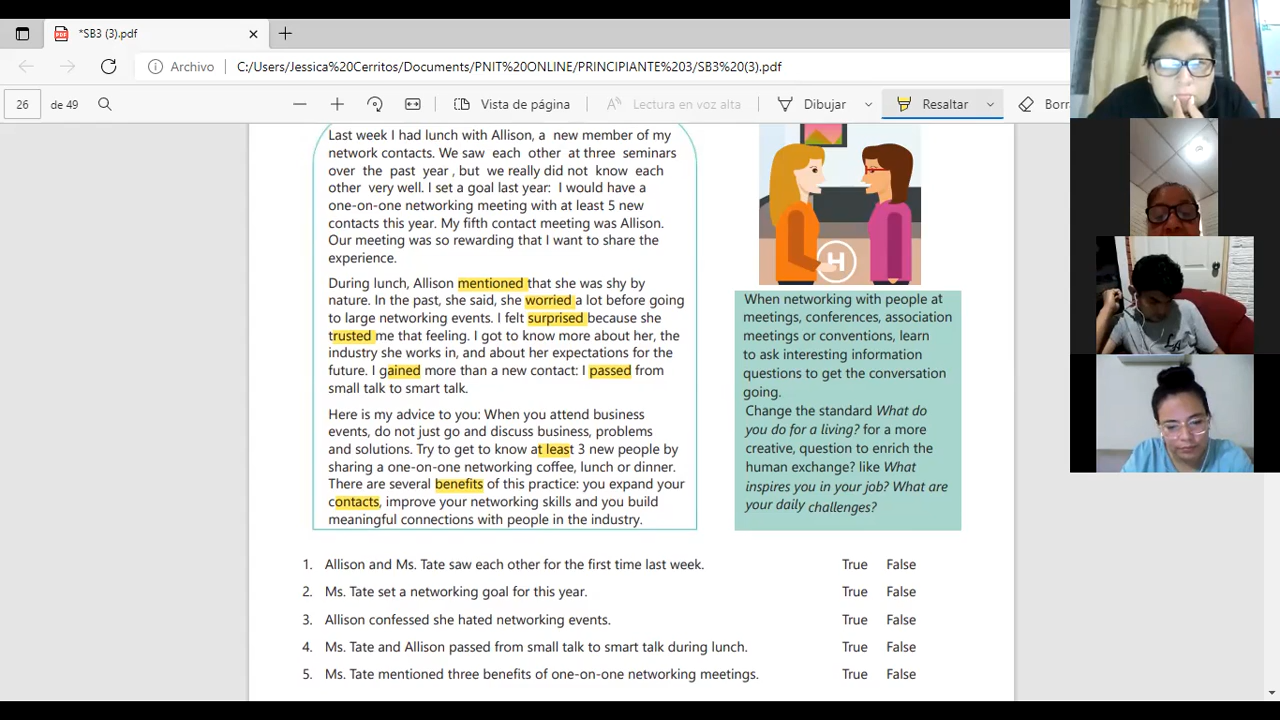 *SB3 (3).pdf
Archivo
C:/Users/Jessica%20Cerritos/Documents/PNIT%20ONLINE/PRINCIPIANTE%203/SB3%20(3).pdf
26 de 49
Vista de página
Lectura en voz alta
Dibujar
Resaltar
Borr
Last week I had lunch with Allison, a new member of my
network contacts. We saw each other at three seminars
over the past year, but we really did not know each
other very well. I set a goal last year: I would have a
one-on-one networking meeting with at least 5 new
contacts this year. My fifth contact meeting was Allison.
Our meeting was so rewarding that I want to share the
experience.
During lunch, Allison mentioned that she was shy by
nature. In the past, she said, she worried a lot before going
to large networking events. I felt surprised because she
trusted me that feeling. I got to know more about her, the
industry she works in, and about her expectations for the
future. I gained more than a new contact: I passed from
small talk to smart talk.
Here is my advice to you: When you attend business
events, do not just go and discuss business, problems
and solutions. Try to get to know at least 3 new people by
sharing a one-on-one networking coffee, lunch or dinner.
There are several benefits of this practice: you expand your
contacts, improve your networking skills and you build
meaningful connections with people in the industry.
H
When networking with people at
meetings, conferences, association
meetings or conventions, learn
to ask interesting information
questions to get the conversation
going.
Change the standard What do
you do for a living? for a more
creative, question to enrich the
human exchange? like What
inspires you in your job? What are
your daily challenges?
1. Allison and Ms. Tate saw each other for the first time last week. True False
2. Ms. Tate set a networking goal for this year. True False
3. Allison confessed she hated networking events. True False
4. Ms. Tate and Allison passed from small talk to smart talk during lunch. True False
5. Ms. Tate mentioned three benefits of one-on-one networking meetings. True False